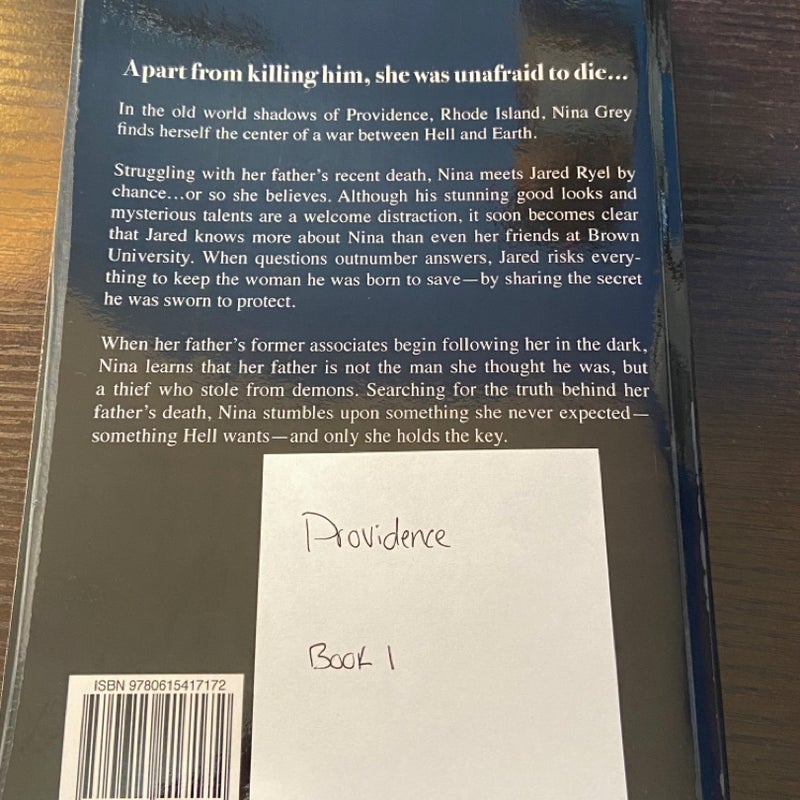 Apart from killing him, she was unafraid to die...
In the old world shadows of Providence, Rhode Island, Nina Grey
finds herself the center of a war between Hell and Earth.
Struggling with her father's recent death, Nina meets Jared Ryel by
chance...or so she believes. Although his stunning good looks and
mysterious talents are a welcome distraction, it soon becomes clear
that Jared knows more about Nina than even her friends at Brown
University. When questions outnumber answers, Jared risks every-
thing to keep the woman he was born to save—by sharing the secret
he was sworn to protect.
When her father's former associates begin following her in the dark,
Nina learns that her father is not the man she thought he was, but
a thief who stole from demons. Searching for the truth behind her
father's death, Nina stumbles upon something she never expected—
something Hell wants—and only she holds the key.
Providence
Book 1
ISBN 9780615417172